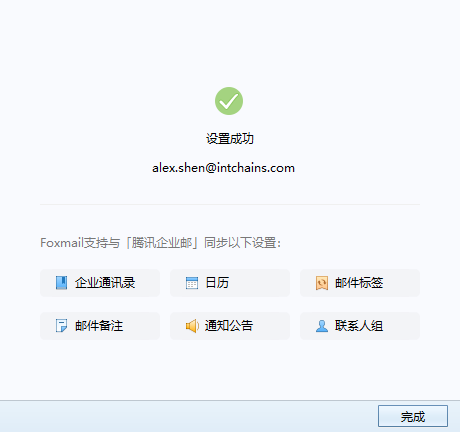 设置成功
alex.shen@intchains.com
Foxmail支持与「腾讯企业邮」同步以下设置：
企业通讯录 日历 邮件标签
邮件备注 通知公告 联系人组
完成